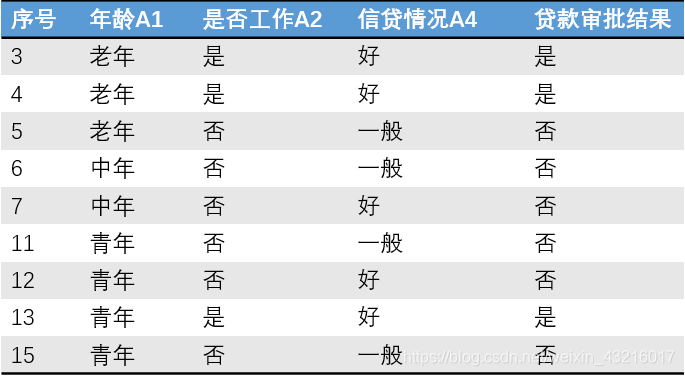 序号 年龄A1 是否工作A2 信贷情况A4 贷款审批结果
3 老年 是 好 是
4 老年 是 好 是
5 老年 否 一般 否
6 中年 否 一般 否
7 中年 否 好 否
11 青年 否 一般 否
12 青年 否 好 否
13 青年 是 好 是
15 青年 否 一般 否
https://blog.csdn.net/weixin_43216017